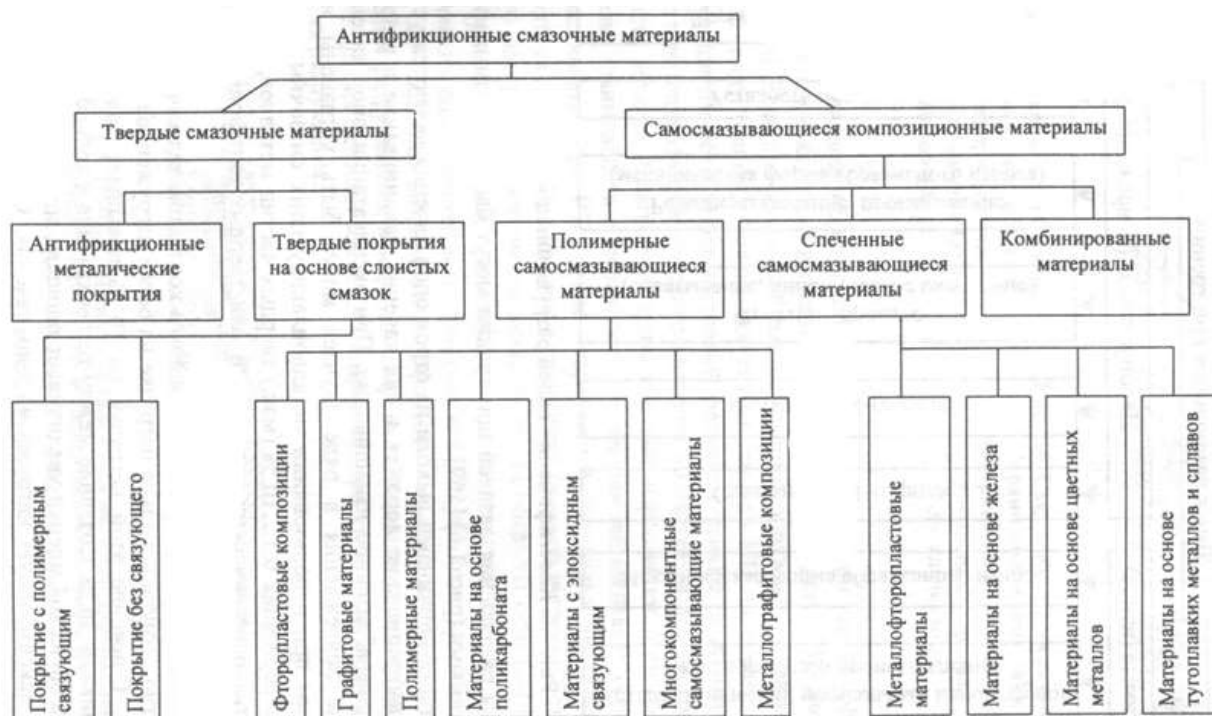 Антифрикционные смазочные материалы
Твердые смазочные материалы
Самосмазывающиеся композиционные материалы
Антифрикционные
металические
покрытия
Твердые покрытия
на основе слоистых
смазок
Полимерные
самосмазывающиеся
материалы
Спеченные
самосмазывающиеся
материалы
Комбинированные
материалы
Покрытие с полимерным
связующим
Покрытие без связующего
Фторопластовые композиции
Графитовые материалы
Полимерные материалы
Материалы на основе
поликарбоната
Материалы с эпоксидным
связующим
Многокомпонентные
самосмазывающие материалы
Металлографитовые композиции
Металлофторопластовые
материалы
Материалы на основе железа
Материалы на основе цветных
металлов
Материалы на основе
тугоплавких металлов и сплавов